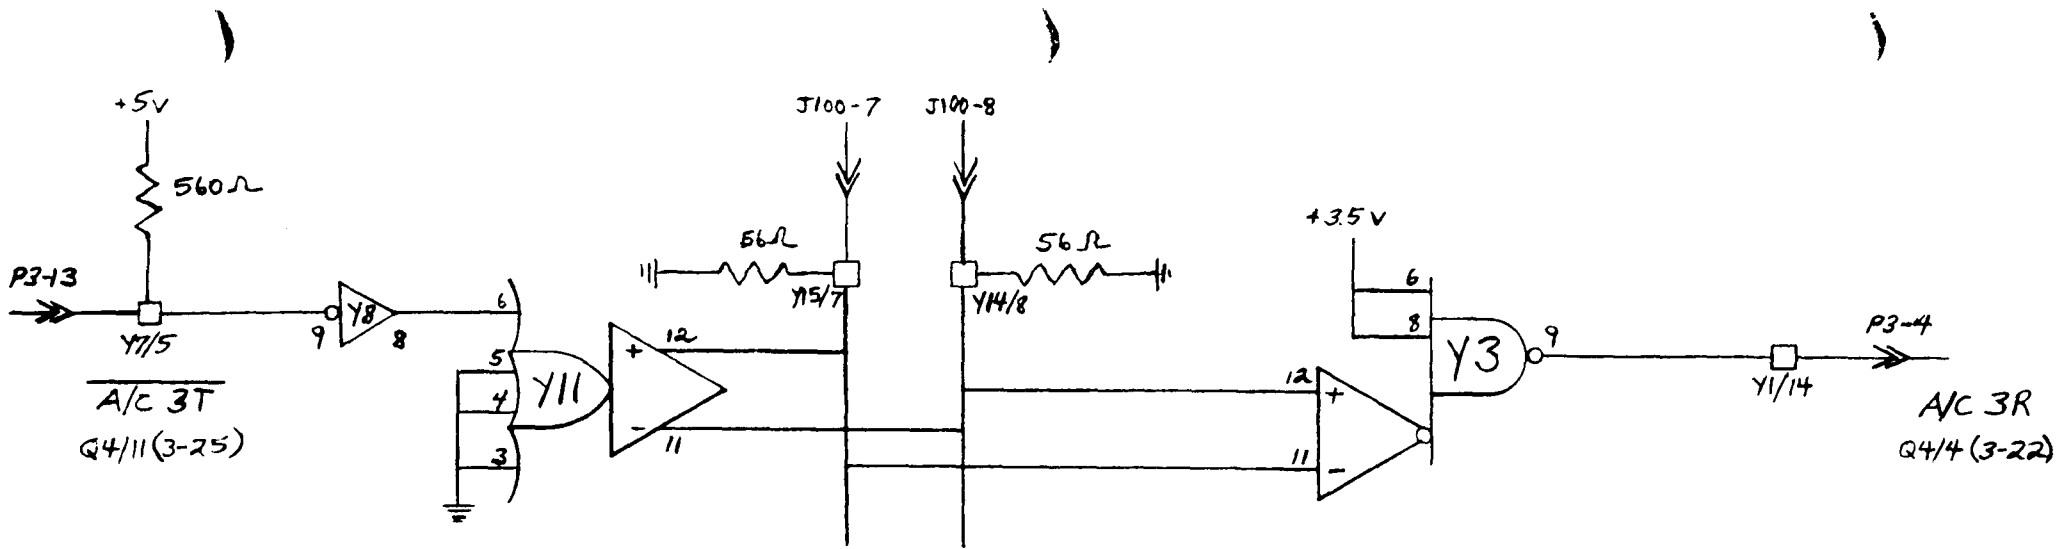 +5v
560Ω
P3-13
Y7/5
A/C 3T
Q4/11 (3-25)
9
Y8
8
6
5
4
3
Y11
+
-
12
11
J100-7
J100-8
56Ω
56Ω
Y15/7
Y14/8
+3.5 v
6
8
12
11
+
-
Y3
9
Y1/14
P3-4
A/C 3R
Q4/4 (3-22)